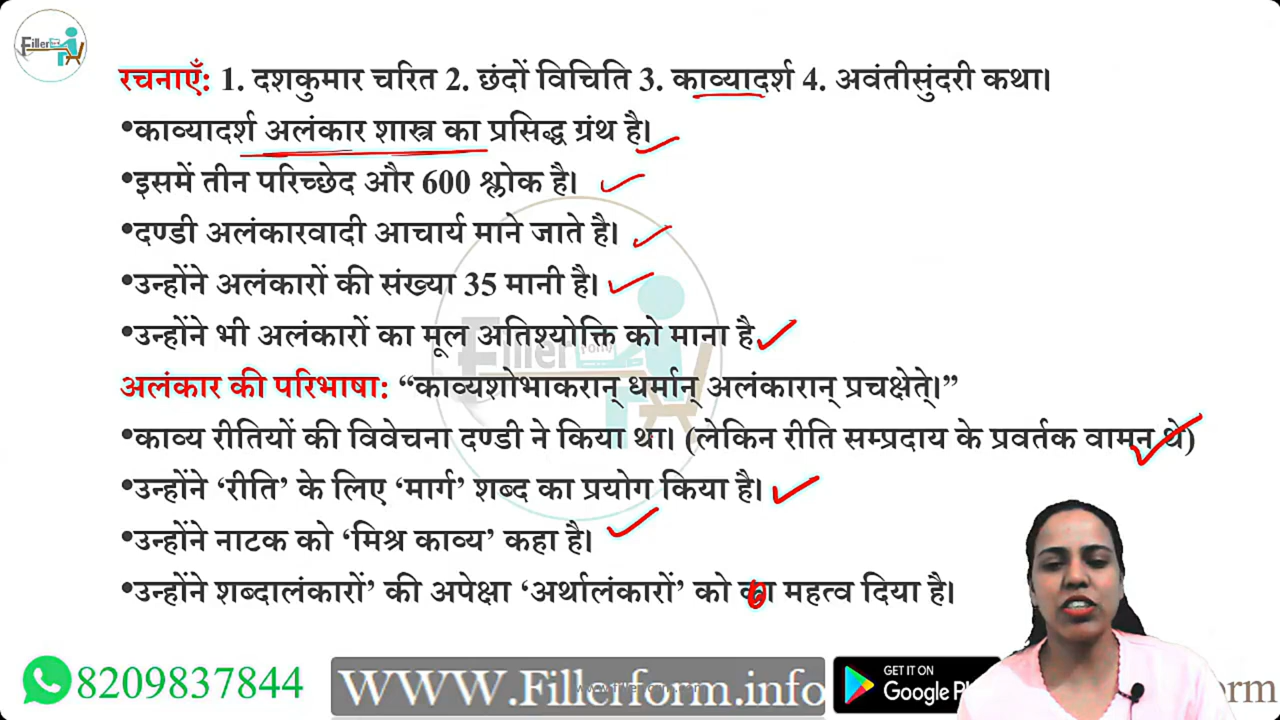 Filler form
रचनाएँ: 1. दशकुमार चरित 2. छंदों विचिति 3. काव्यादर्श 4. अवंतीसुंदरी कथा।
•काव्यादर्श अलंकार शास्त्र का प्रसिद्ध ग्रंथ है।
•इसमें तीन परिच्छेद और 600 श्लोक है।
•दण्डी अलंकारवादी आचार्य माने जाते है।
•उन्होंने अलंकारों की संख्या 35 मानी है।
•उन्होंने भी अलंकारों का मूल अतिश्योक्ति को माना है
अलंकार की परिभाषा: “काव्यशोभाकरान् धर्मान् अलंकारान् प्रचक्षेते्।”
•काव्य रीतियों की विवेचना दण्डी ने किया था। (लेकिन रीति सम्प्रदाय के प्रवर्तक वामन थे)
•उन्होंने ‘रीति’ के लिए ‘मार्ग’ शब्द का प्रयोग किया है।
•उन्होंने नाटक को ‘मिश्र काव्य’ कहा है।
•उन्होंने शब्दालंकारों’ की अपेक्षा ‘अर्थालंकारों’ को महत्व दिया है।
8209837844 www.Fillerform.info GET IT ON Google